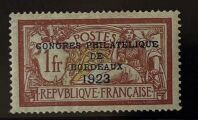 POSTES
CONGRES PHILATELIQUE
DE
BORDEAUX
1fr
1923
REPUBLIQUE FRANÇAISE